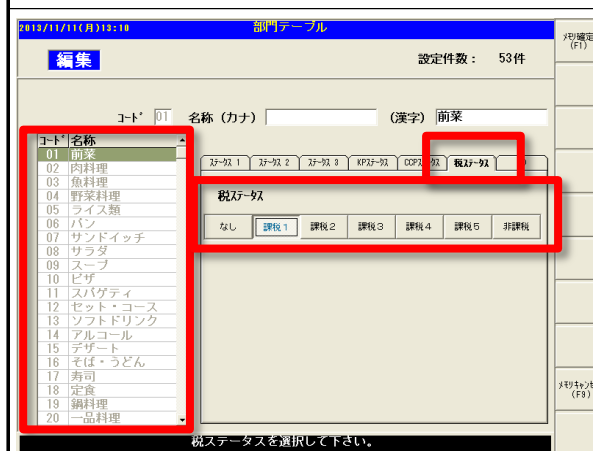 2013/11/11(月)13:10 部門テーブル
編集 設定件数： 53件
ﾒﾓﾘ確定
(F1)
ｺｰﾄﾞ 01 名称（カナ） （漢字） 前菜
ｺｰﾄﾞ 名称
01 前菜
02 肉料理
03 魚料理
04 野菜料理
05 ライス類
06 パン
07 サンドイッチ
08 サラダ
09 スープ
10 ピザ
11 スパゲティ
12 セット・コース
13 ソフトドリンク
14 アルコール
15 デザート
16 そば・うどん
17 寿司
18 定食
19 鍋料理
20 一品料理
ｽﾃｰﾀｽ 1 ｽﾃｰﾀｽ 2 ｽﾃｰﾀｽ 3 KPｽﾃｰﾀｽ 税ｽﾃｰﾀｽ
税ｽﾃｰﾀｽ
なし 課税1 課税2 課税3 課税4 課税5 非課税
(F9)
税ステータスを選択して下さい。